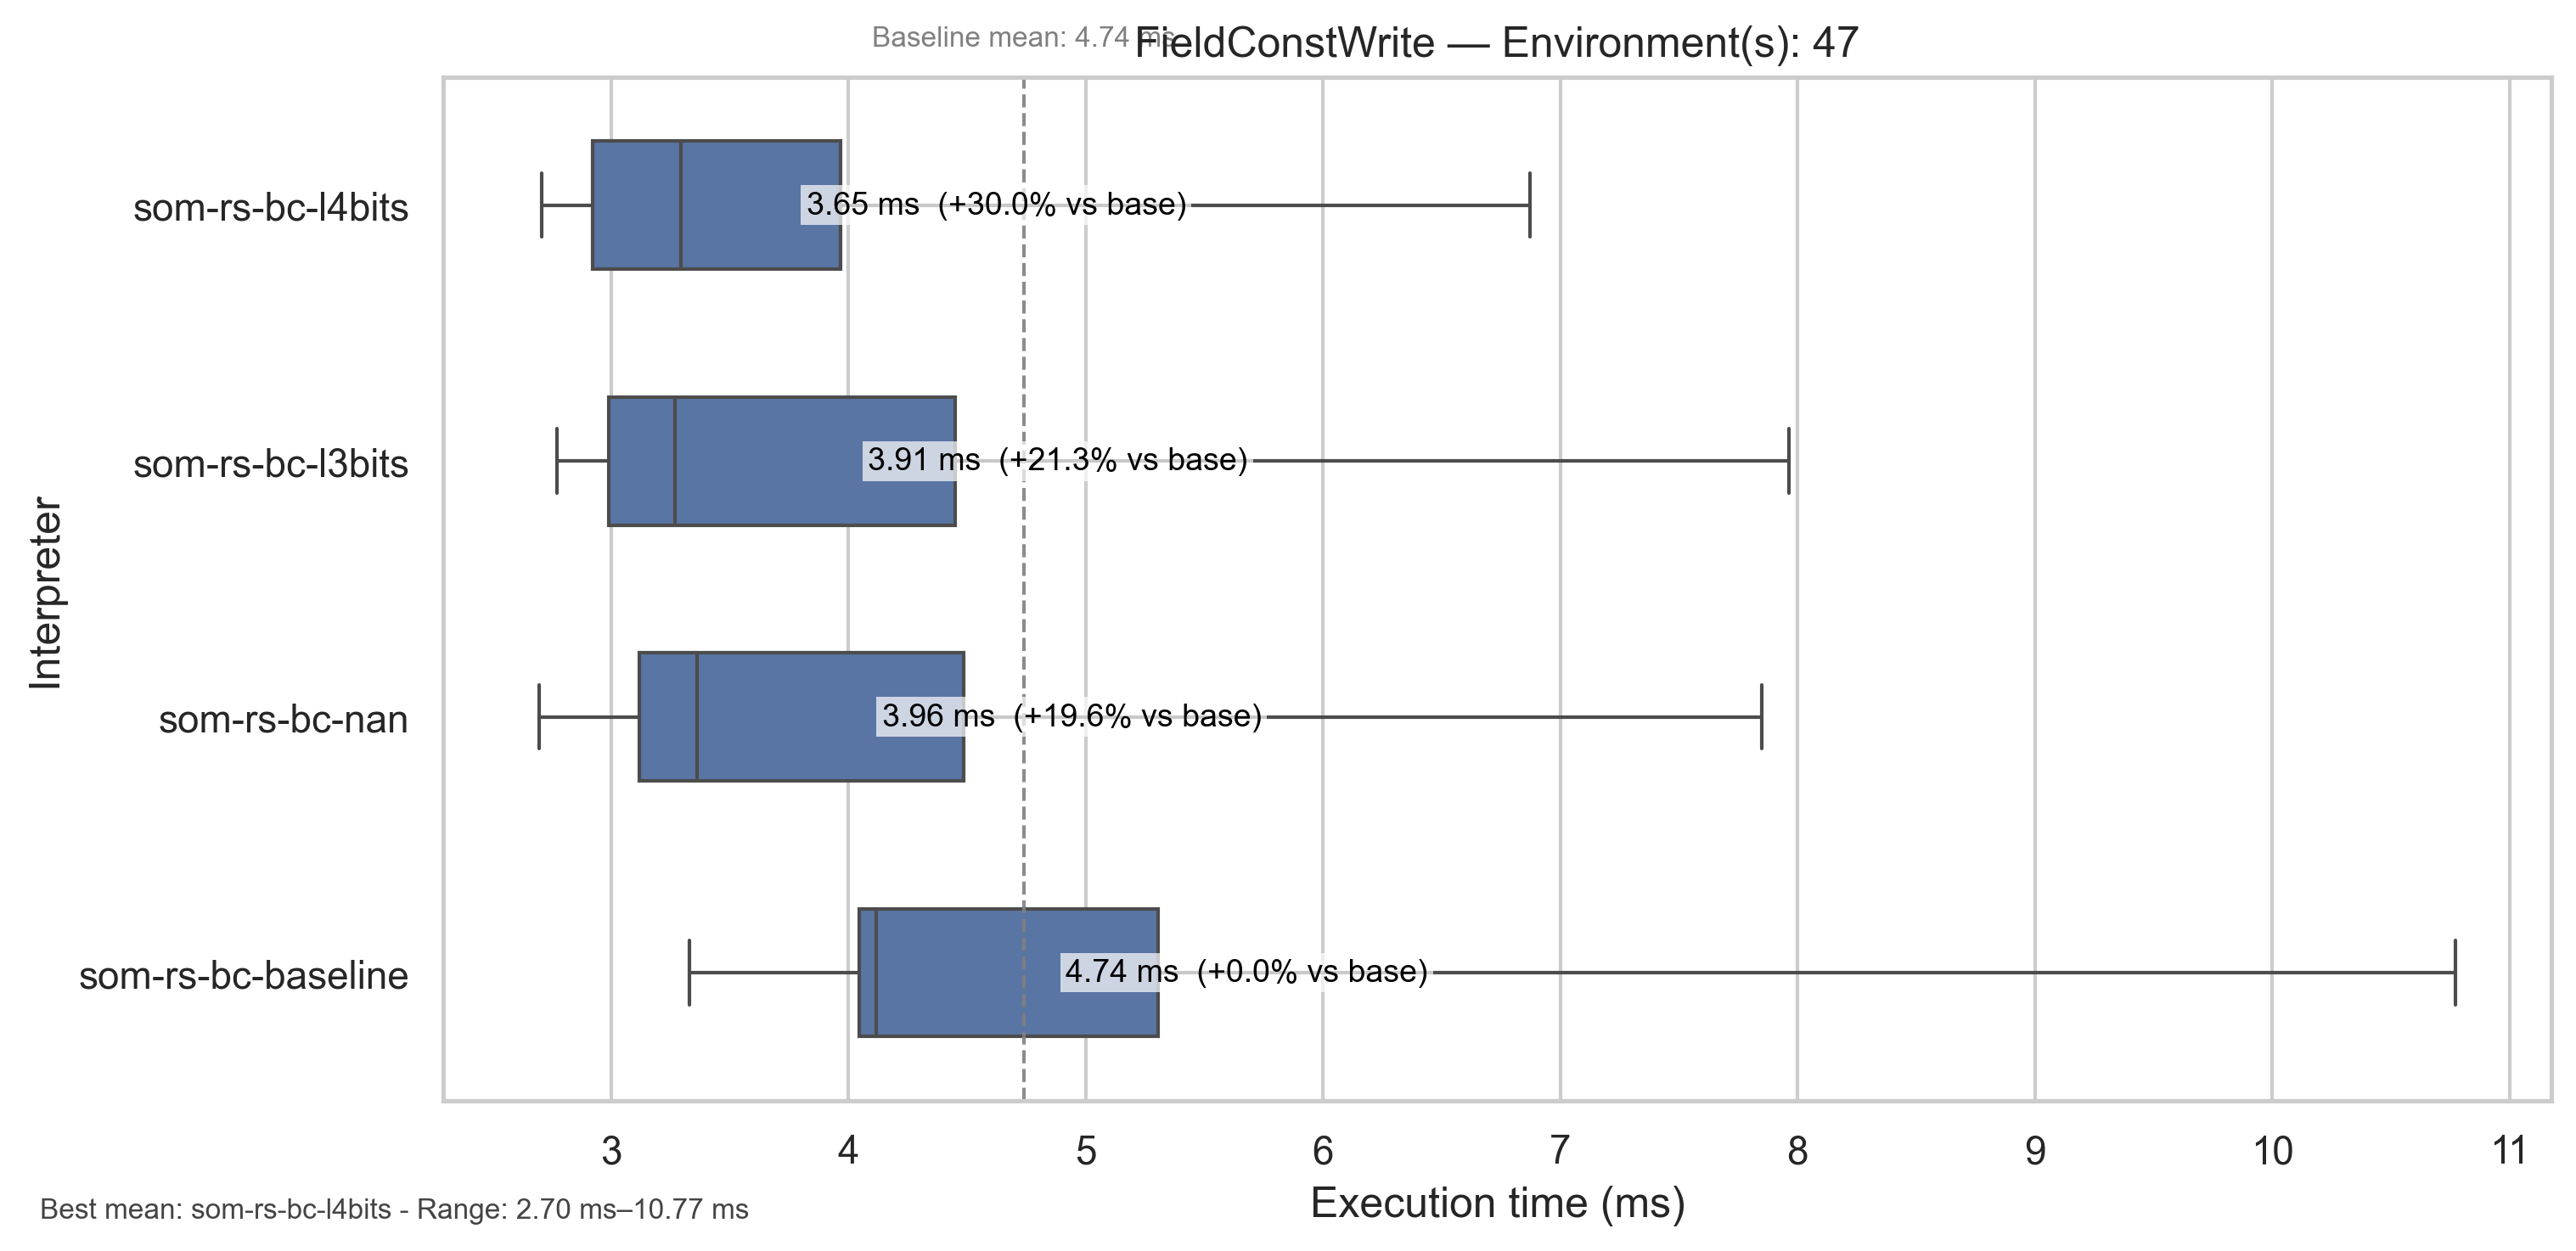 Baseline mean: 4.74 ms
FieldConstWrite — Environment(s): 47
som-rs-bc-l4bits
3.65 ms (+30.0% vs base)
som-rs-bc-l3bits
3.91 ms (+21.3% vs base)
som-rs-bc-nan
3.96 ms (+19.6% vs base)
som-rs-bc-baseline
4.74 ms (+0.0% vs base)
Interpreter
3 4 5 6 7 8 9 10 11
Execution time (ms)
Best mean: som-rs-bc-l4bits - Range: 2.70 ms–10.77 ms